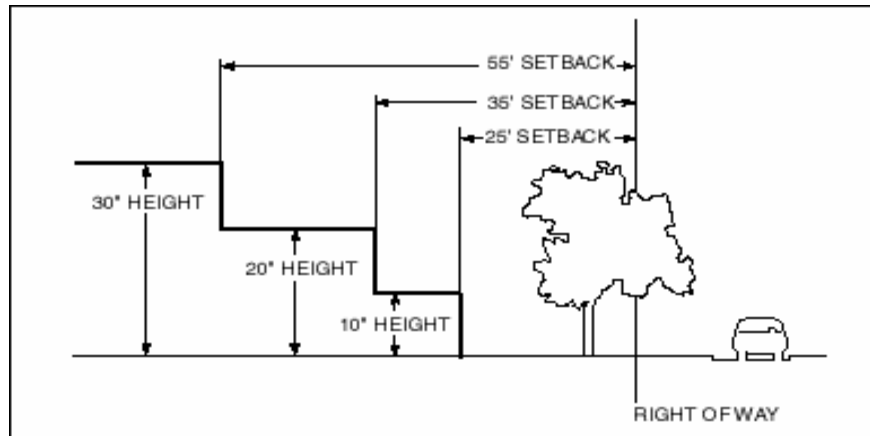 55' SETBACK
35' SETBACK
25' SETBACK
30" HEIGHT
20" HEIGHT
10" HEIGHT
RIGHT OF WAY